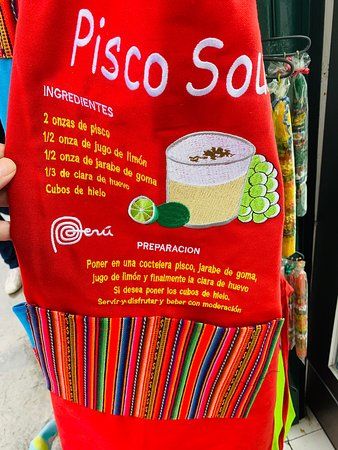 Pisco Sou
INGREDIENTES
2 onzas de pisco
1/2 onza de jugo de limón
1/2 onza de jarabe de goma
1/3 de clara de huevo
Cubos de hielo
Perú
PREPARACION
Poner en una coctelera pisco, jarabe de goma,
jugo de limón y finalmente la clara de huevo
Si desea poner los cubos de hielo.
Servir y disfrutar y beber con moderación